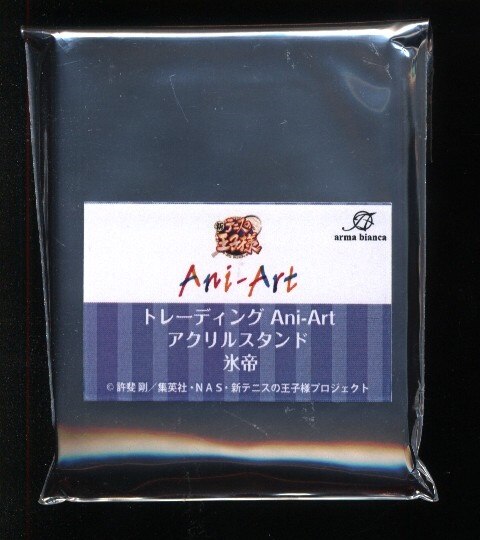 新テニスの
王子様
arma bianca
Ani-Art
トレーディング Ani-Art
アクリルスタンド
氷帝
© 許斐 剛／集英社・NAS・新テニスの王子様プロジェクト